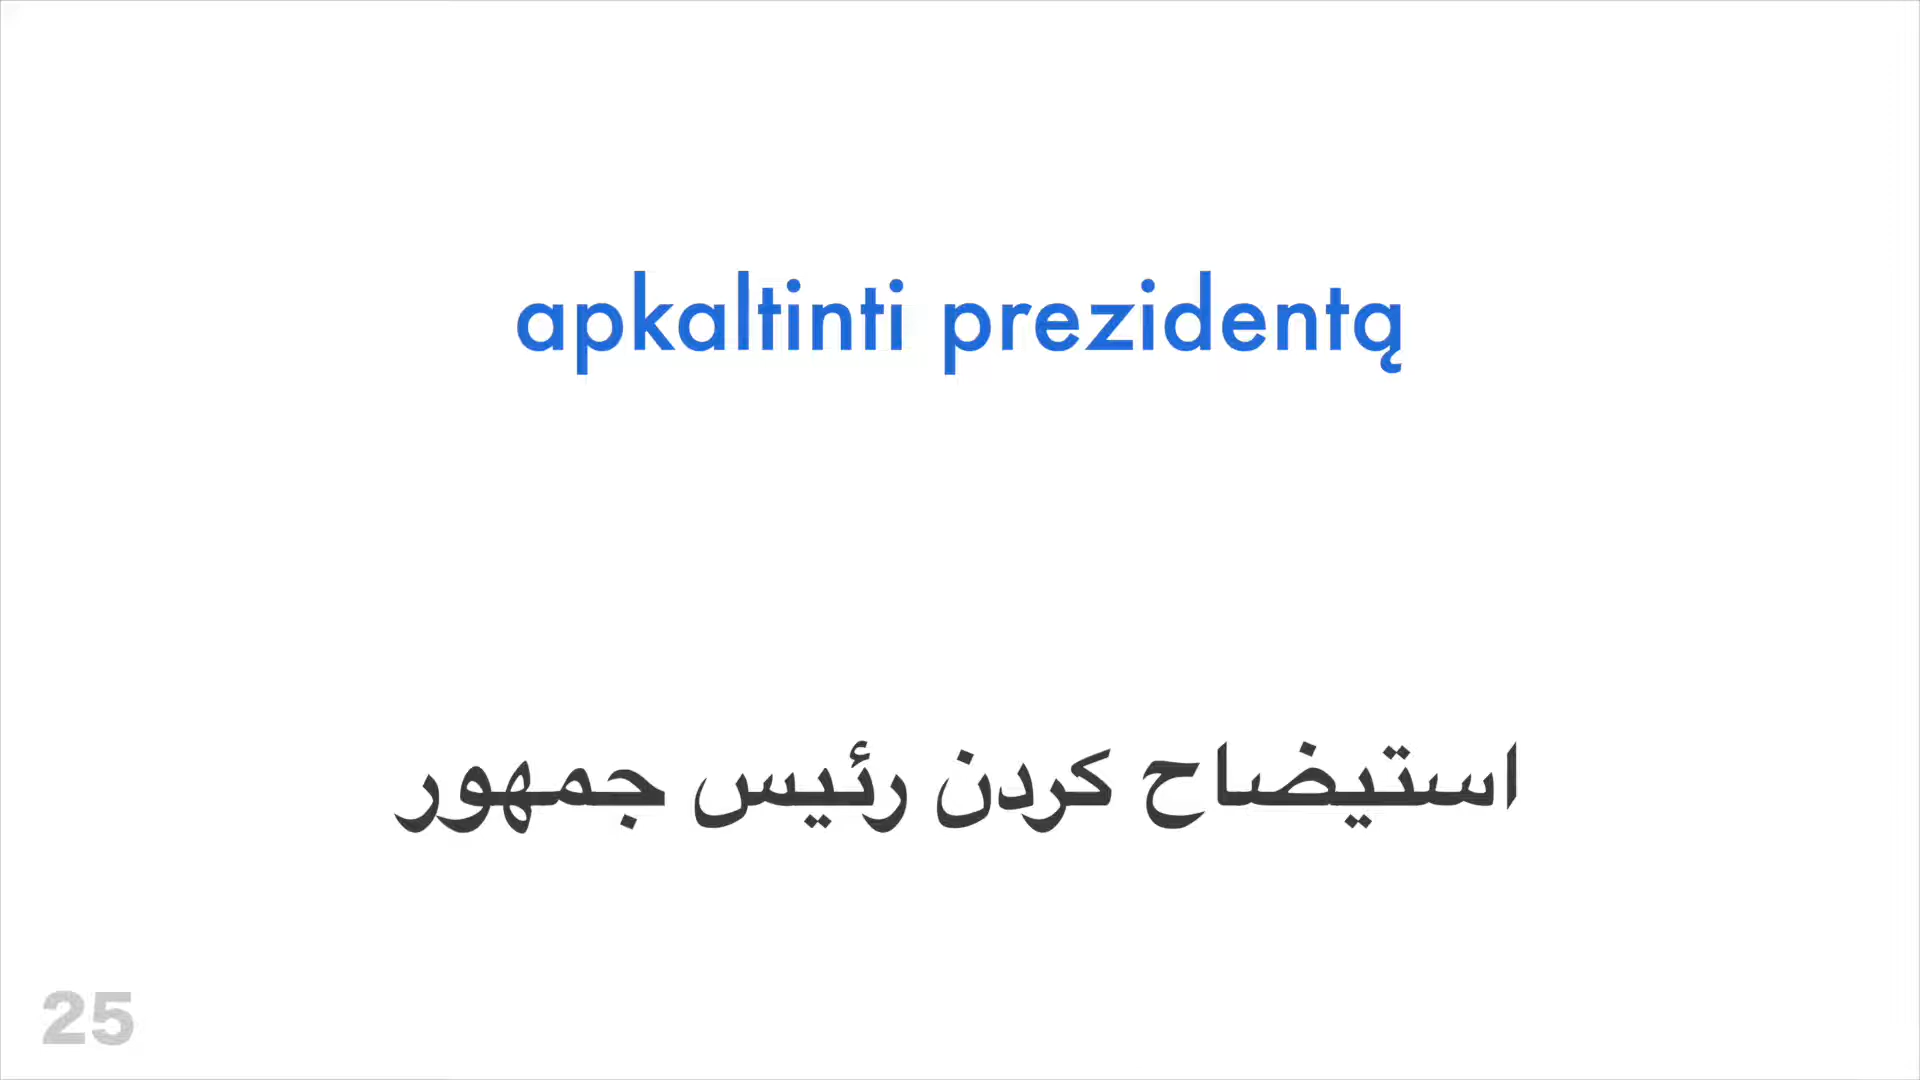 apkaltinti prezidentą
استیضاح کردن رئیس جمهور
25